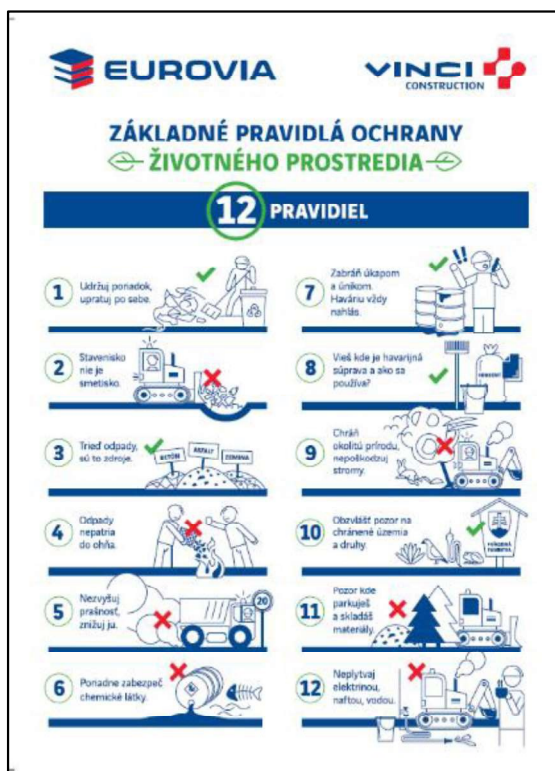 EUROVIA
VINCI
CONSTRUCTION
ZÁKLADNÉ PRAVIDLÁ OCHRANY
ŽIVOTNÉHO PROSTREDIA
12 PRAVIDIEL
1
Udržuj poriadok,
upratuj po sebe.
2
Stavenisko
nie je
smetisko.
3
Trieď odpady,
sú to zdroje.
BETÓN
ASFALT
ZEMINA
4
Odpady
nepatria
do ohňa.
5
Nezvyšuj
prašnosť,
znižuj ju.
20
6
Poriadne zabezpeč
chemické látky.
7
Zabráň úkapom
a únikom.
Haváriu vždy
nahlás.
8
Vieš kde je havarijná
súprava a ako sa
používa?
9
Chráň
okolitú prírodu,
nepoškodzuj
stromy.
10
Obzvlášť pozor na
chránené územia
a druhy.
11
Pozor kde
parkuješ
a skladáš
materiály.
12
Neplytvaj
elektrinou,
naftou, vodou.